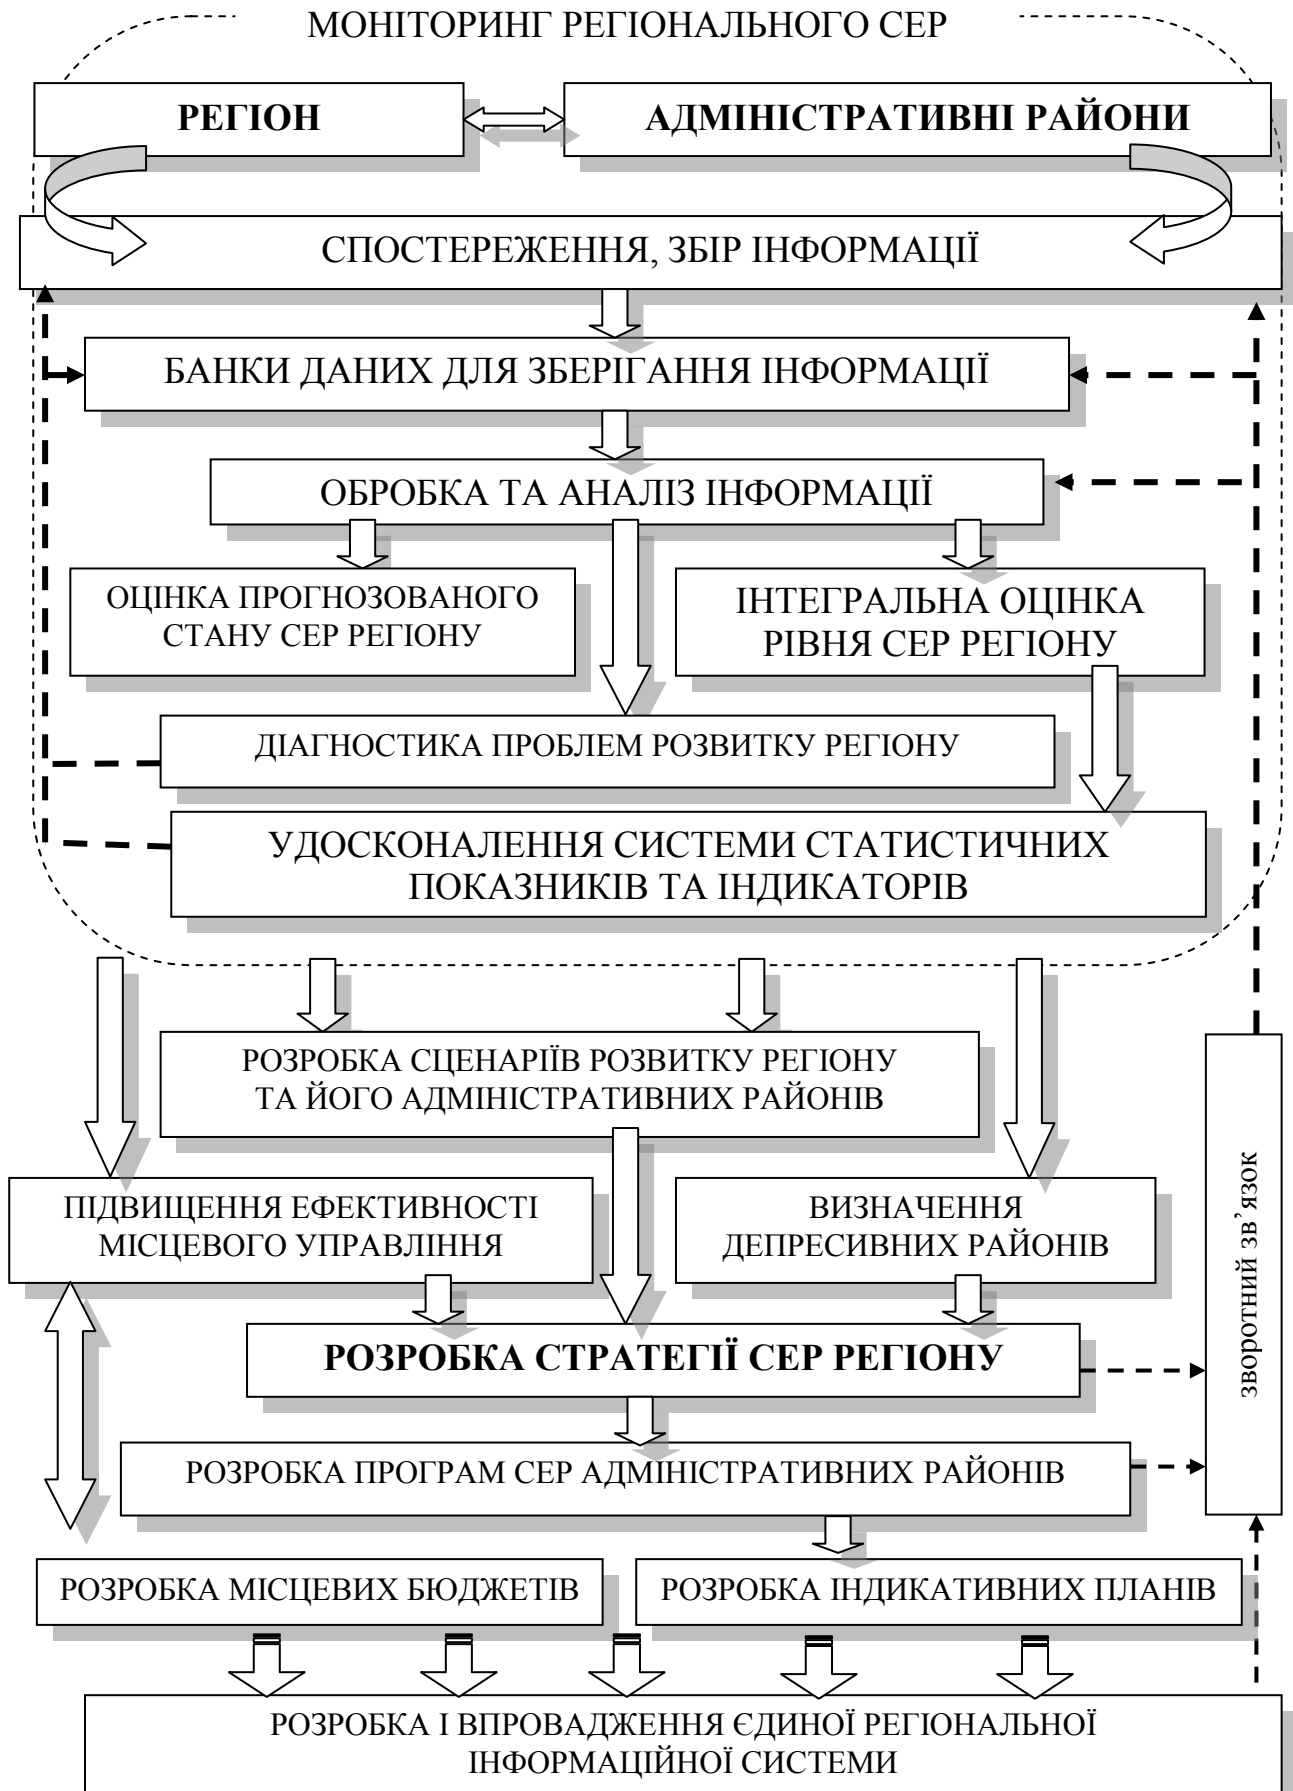 МОНІТОРИНГ РЕГІОНАЛЬНОГО СЕР
РЕГІОН
АДМІНІСТРАТИВНІ РАЙОНИ
СПОСТЕРЕЖЕННЯ, ЗБІР ІНФОРМАЦІЇ
БАНКИ ДАНИХ ДЛЯ ЗБЕРІГАННЯ ІНФОРМАЦІЇ
ОБРОБКА ТА АНАЛІЗ ІНФОРМАЦІЇ
ОЦІНКА ПРОГНОЗОВАНОГО
СТАНУ СЕР РЕГІОНУ
ІНТЕГРАЛЬНА ОЦІНКА
РІВНЯ СЕР РЕГІОНУ
ДІАГНОСТИКА ПРОБЛЕМ РОЗВИТКУ РЕГІОНУ
УДОСКОНАЛЕННЯ СИСТЕМИ СТАТИСТИЧНИХ
ПОКАЗНИКІВ ТА ІНДИКАТОРІВ
РОЗРОБКА СЦЕНАРІЇВ РОЗВИТКУ РЕГІОНУ
ТА ЙОГО АДМІНІСТРАТИВНИХ РАЙОНІВ
ПІДВИЩЕННЯ ЕФЕКТИВНОСТІ
МІСЦЕВОГО УПРАВЛІННЯ
ВИЗНАЧЕННЯ
ДЕПРЕСИВНИХ РАЙОНІВ
зворотний зв’язок
РОЗРОБКА СТРАТЕГІЇ СЕР РЕГІОНУ
РОЗРОБКА ПРОГРАМ СЕР АДМІНІСТРАТИВНИХ РАЙОНІВ
РОЗРОБКА МІСЦЕВИХ БЮДЖЕТІВ
РОЗРОБКА ІНДИКАТИВНИХ ПЛАНІВ
РОЗРОБКА І ВПРОВАДЖЕННЯ ЄДИНОЇ РЕГІОНАЛЬНОЇ
ІНФОРМАЦІЙНОЇ СИСТЕМИ